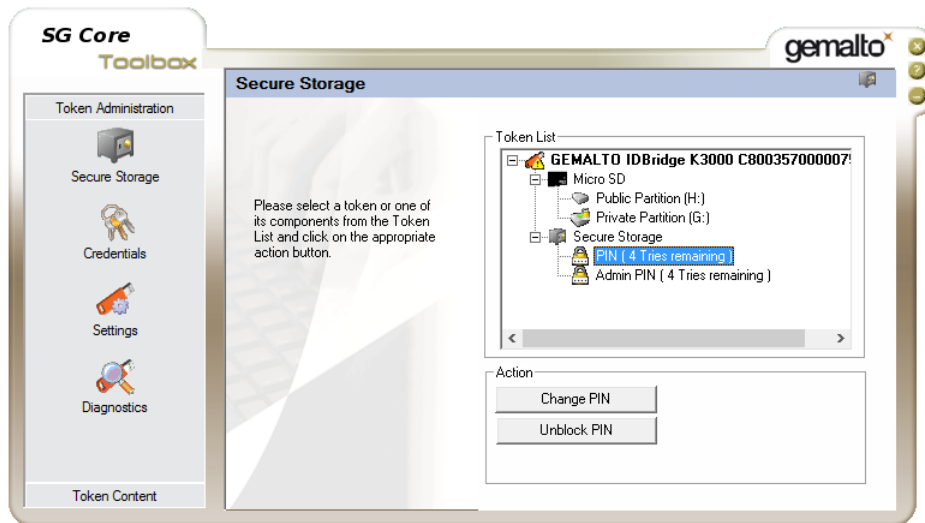 SG Core
Toolbox
gemalto
Secure Storage
Token Administration
Secure Storage
Credentials
Settings
Diagnostics
Token Content
Please select a token or one of
its components from the Token
List and click on the appropriate
action button.
Token List
GEMALTO IDBridge K3000 C800357000007
Micro SD
Public Partition (H:)
Private Partition (G:)
Secure Storage
PIN ( 4 Tries remaining )
Admin PIN ( 4 Tries remaining )
Action
Change PIN
Unblock PIN